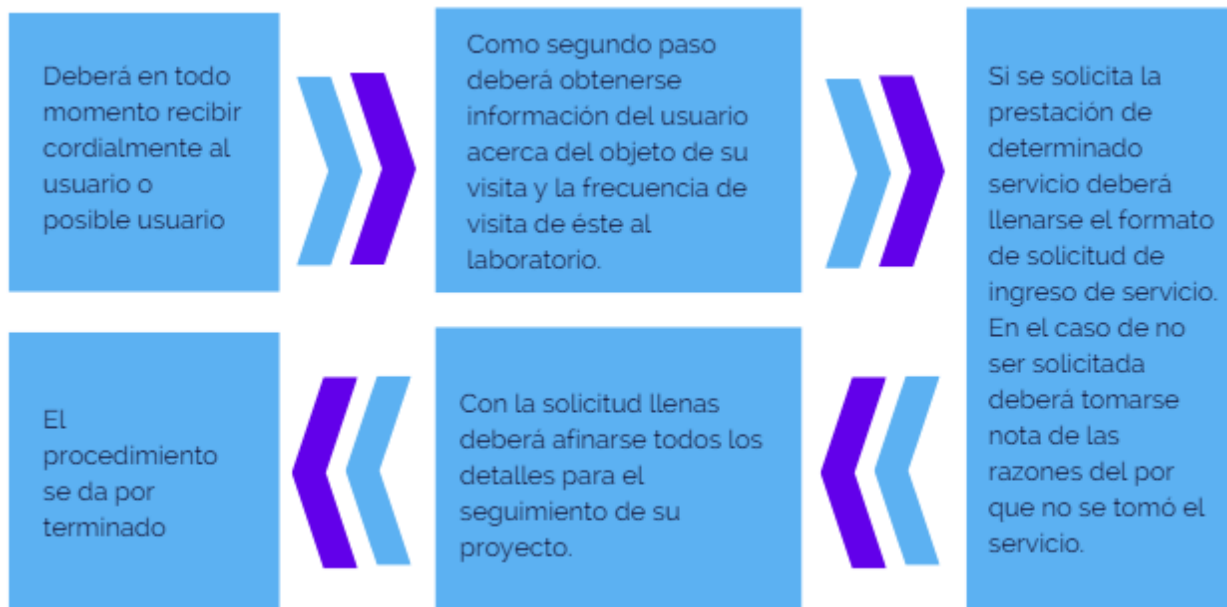 Deberá en todo
momento recibir
cordialmente al
usuario o
posible usuario
Como segundo paso
deberá obtenerse
información del usuario
acerca del objeto de su
visita y la frecuencia de
visita de éste al
laboratorio.
Si se solicita la
prestación de
determinado
servicio deberá
llenarse el formato
de solicitud de
ingreso de servicio.
En el caso de no
ser solicitada
deberá tomarse
nota de las
razones del por
que no se tomó el
servicio.
Con la solicitud llenas
deberá afinarse todos los
detalles para el
seguimiento de su
proyecto.
El
procedimiento
se da por
terminado